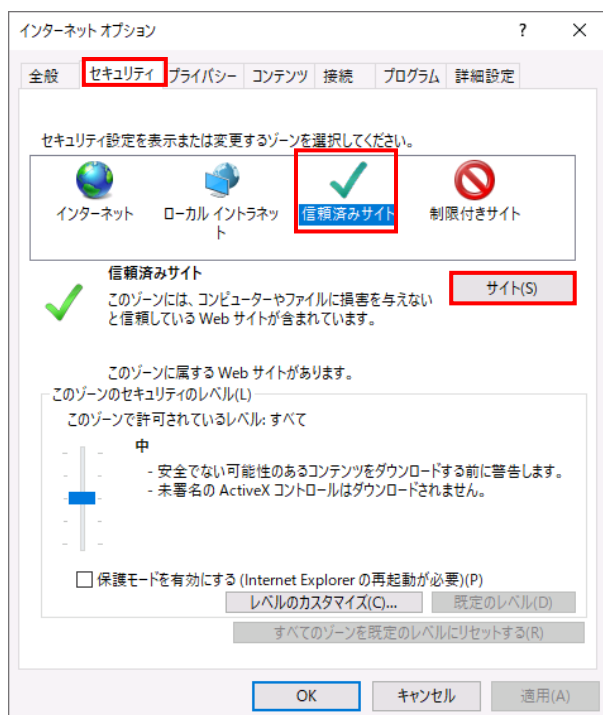 インターネット オプション ? ×
全般 セキュリティ プライバシー コンテンツ 接続 プログラム 詳細設定
セキュリティ設定を表示または変更するゾーンを選択してください。
インターネット ローカル イントラネッ 信頼済みサイト 制限付きサイト
ト
信頼済みサイト
サイト(S)
このゾーンには、コンピューターやファイルに損害を与えない
と信頼している Web サイトが含まれています。
このゾーンに属する Web サイトがあります。
このゾーンのセキュリティのレベル(L)
このゾーンで許可されているレベル: すべて
中
- 安全でない可能性のあるコンテンツをダウンロードする前に警告します。
- 未署名の ActiveX コントロールはダウンロードされません。
保護モードを有効にする (Internet Explorer の再起動が必要)(P)
レベルのカスタマイズ(C)... 既定のレベル(D)
すべてのゾーンを既定のレベルにリセットする(R)
OK キャンセル 適用(A)